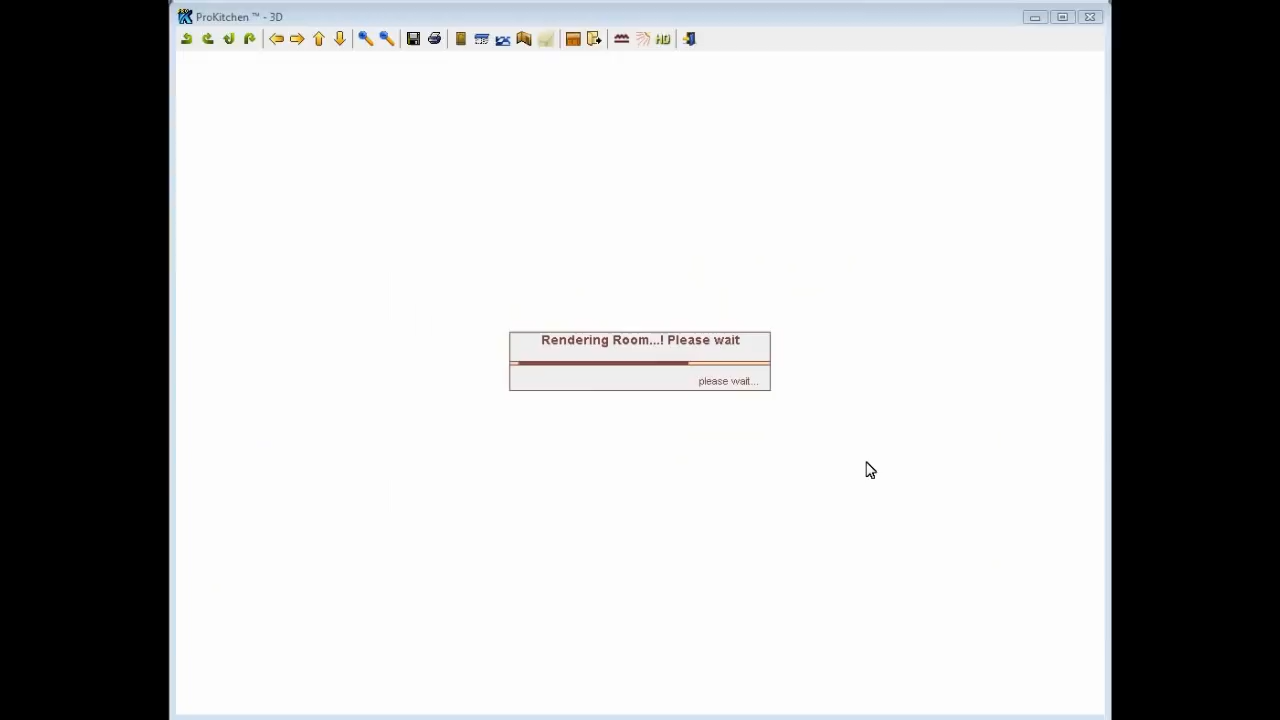 ProKitchen ™ - 3D
HD
Rendering Room...! Please wait
please wait...